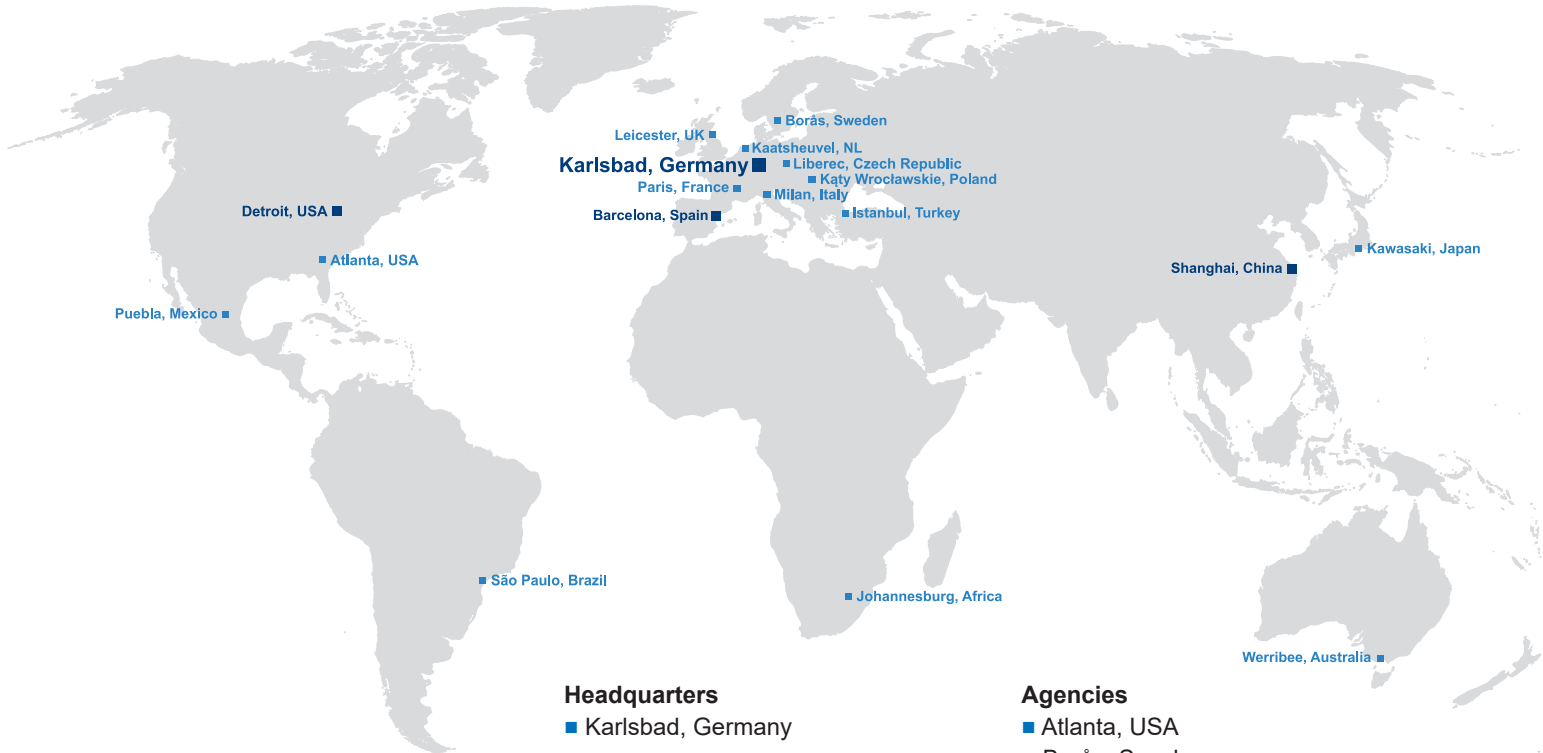 Borås, Sweden
Leicester, UK
Kaatsheuvel, NL
Karlsbad, Germany
Liberec, Czech Republic
Kąty Wrocławskie, Poland
Paris, France
Milan, Italy
Detroit, USA
Barcelona, Spain
Istanbul, Turkey
Atlanta, USA
Kawasaki, Japan
Shanghai, China
Puebla, Mexico
São Paulo, Brazil
Johannesburg, Africa
Werribee, Australia
Headquarters
Karlsbad, Germany
Agencies
Atlanta, USA